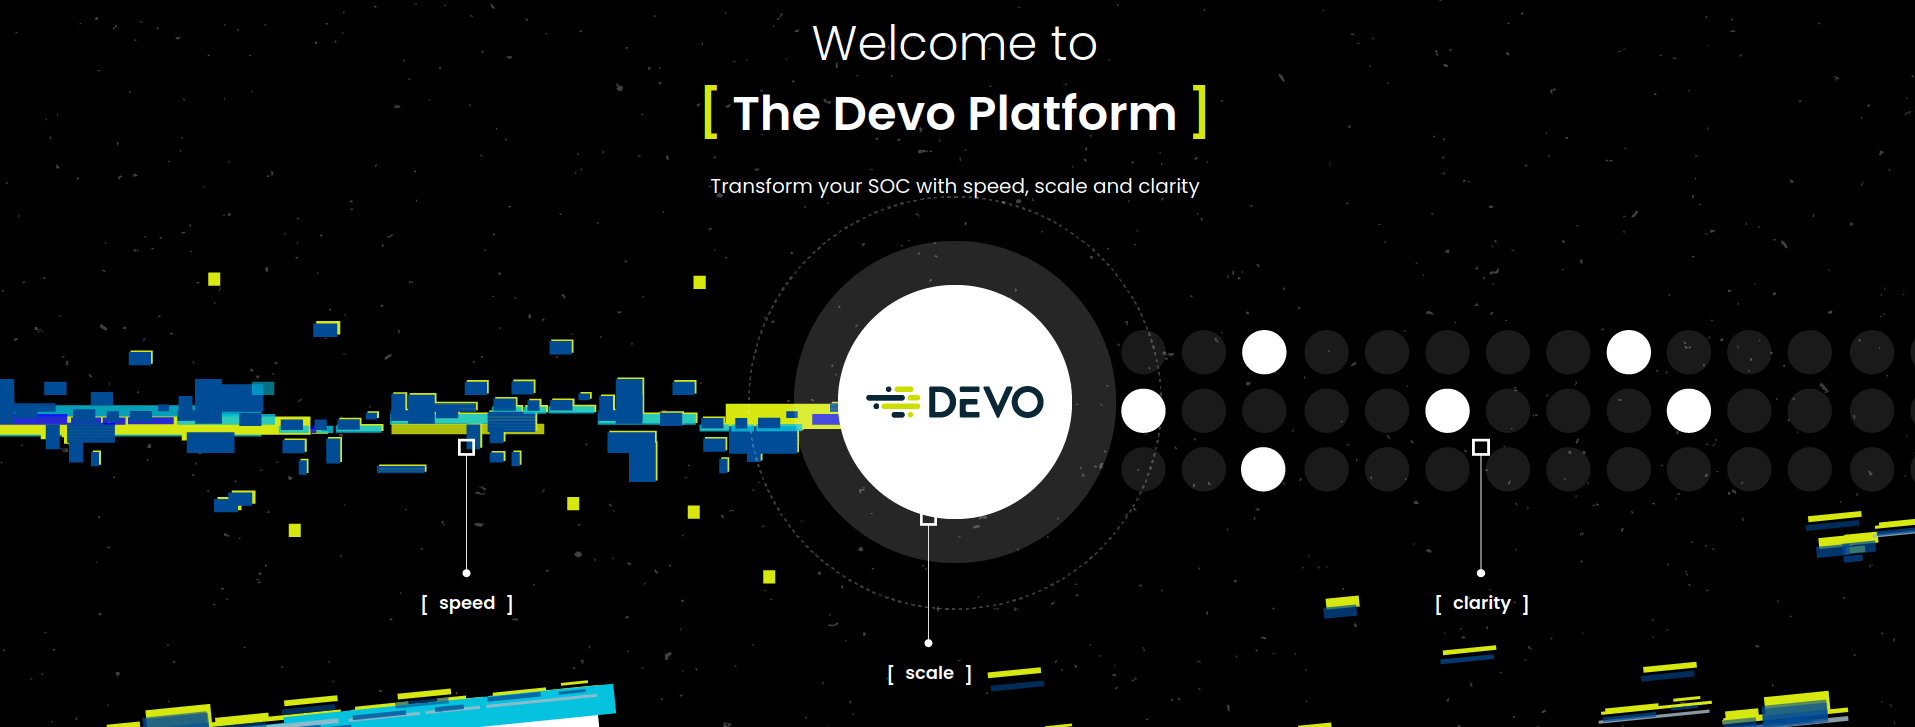 Welcome to
[ The Devo Platform ]
Transform your SOC with speed, scale and clarity
DEVO
[ speed ]
[ clarity ]
[ scale ]